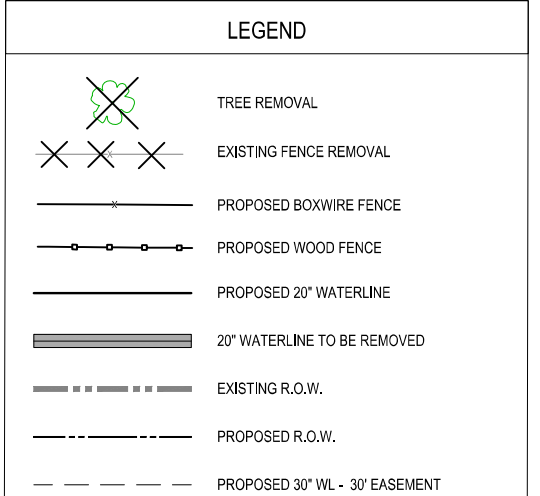 LEGEND
TREE REMOVAL
EXISTING FENCE REMOVAL
PROPOSED BOXWIRE FENCE
PROPOSED WOOD FENCE
PROPOSED 20" WATERLINE
20" WATERLINE TO BE REMOVED
EXISTING R.O.W.
PROPOSED R.O.W.
PROPOSED 30" WL - 30' EASEMENT